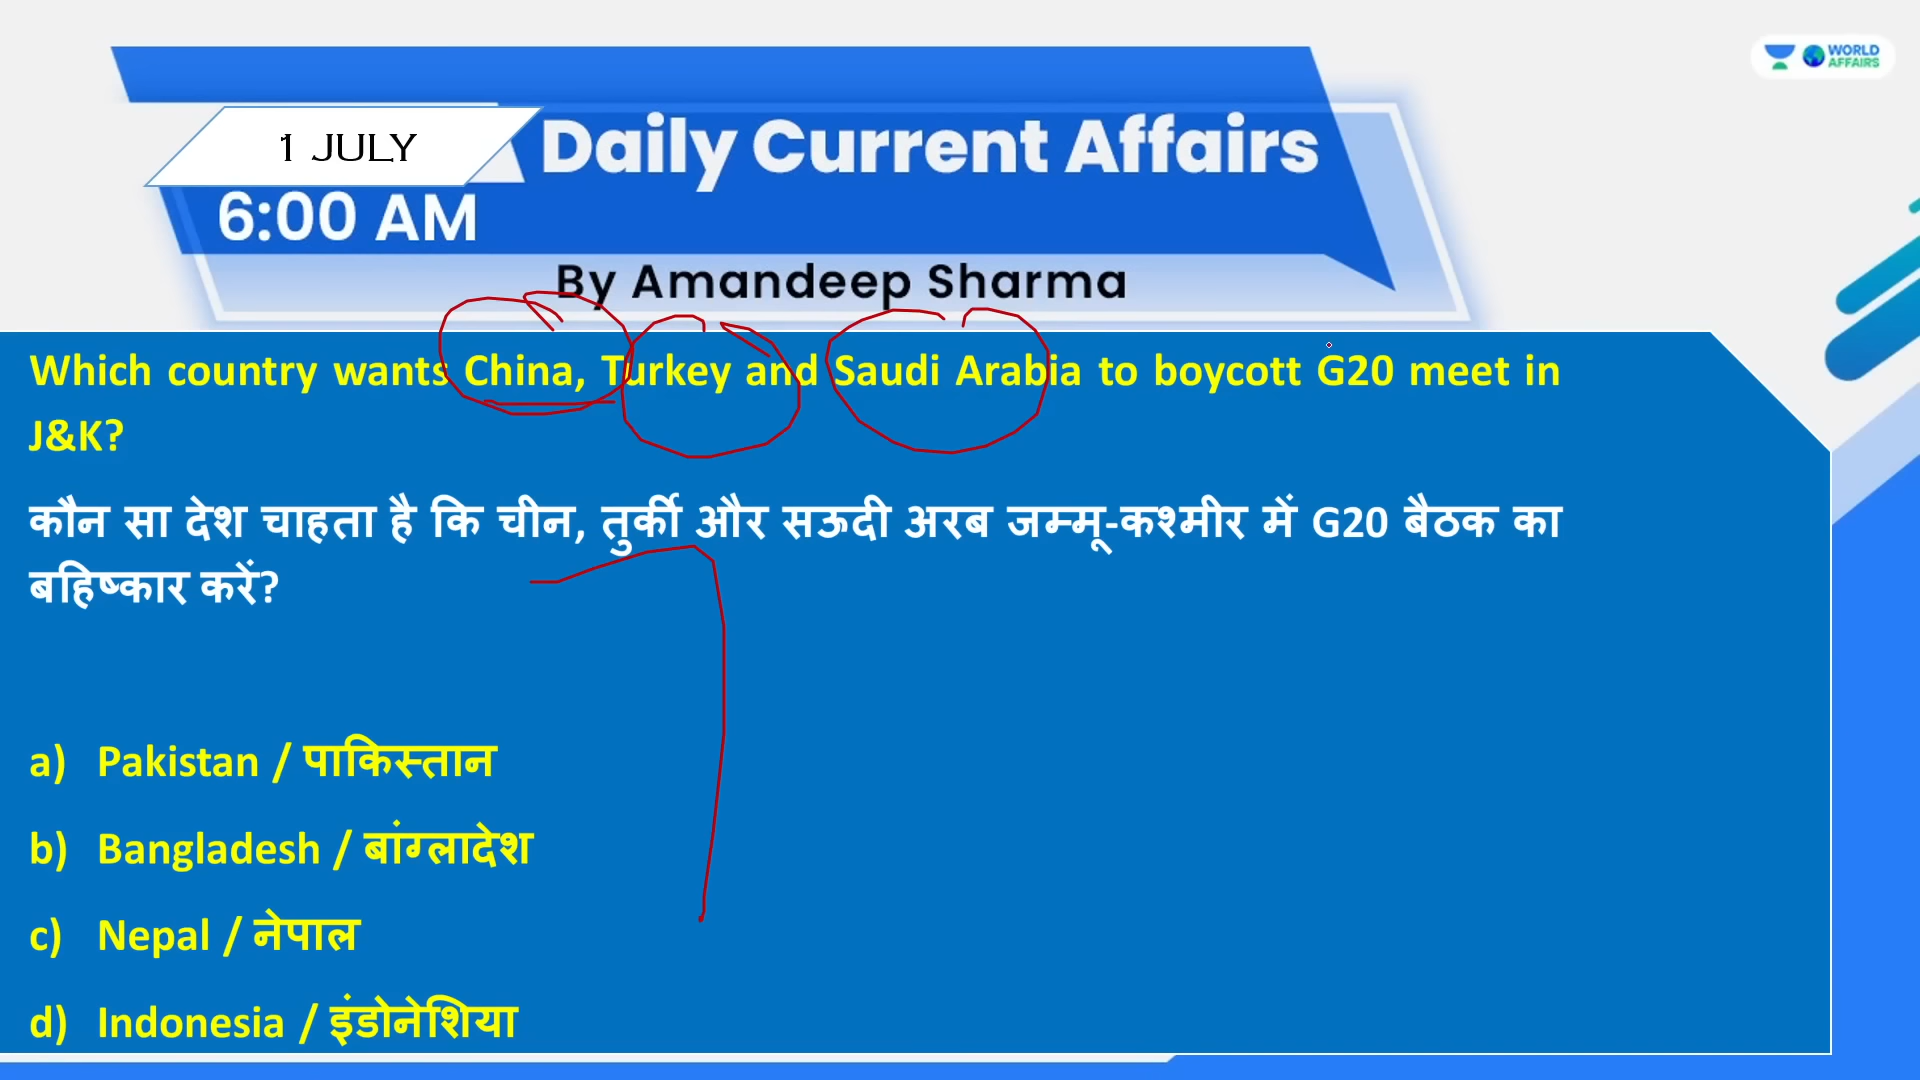 WORLD
AFFAIRS
1 JULY
Daily Current Affairs
6:00 AM
By Amandeep Sharma
Which country wants China, Turkey and Saudi Arabia to boycott G20 meet in
J&K?
कौन सा देश चाहता है कि चीन, तुर्की और सऊदी अरब जम्मू-कश्मीर में G20 बैठक का
बहिष्कार करें?
a) Pakistan / पाकिस्तान
b) Bangladesh / बांग्लादेश
c) Nepal / नेपाल
d) Indonesia / इंडोनेशिया